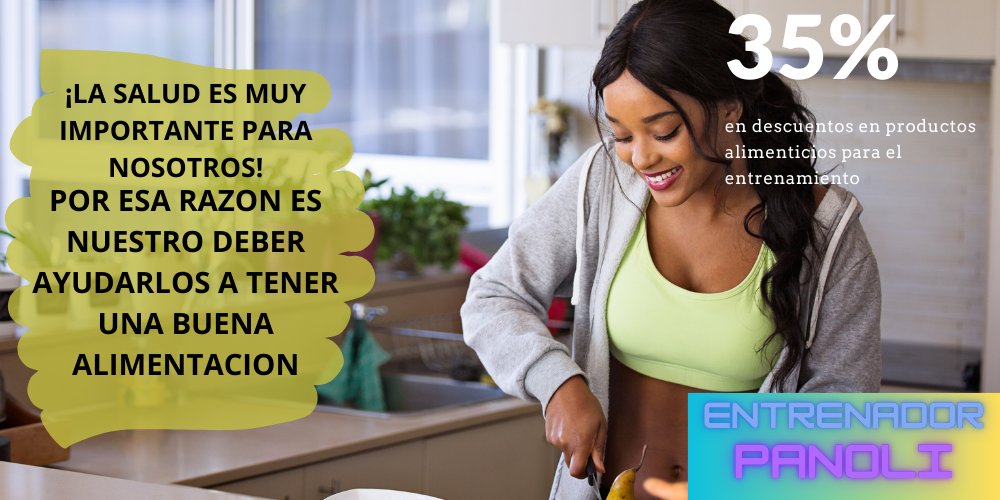 ¡LA SALUD ES MUY
IMPORTANTE PARA
NOSOTROS!
POR ESA RAZON ES
NUESTRO DEBER
AYUDARLOS A TENER
UNA BUENA
ALIMENTACION
35%
en descuentos en productos
alimenticios para el
entrenamiento
ENTRENADOR
PANOLI